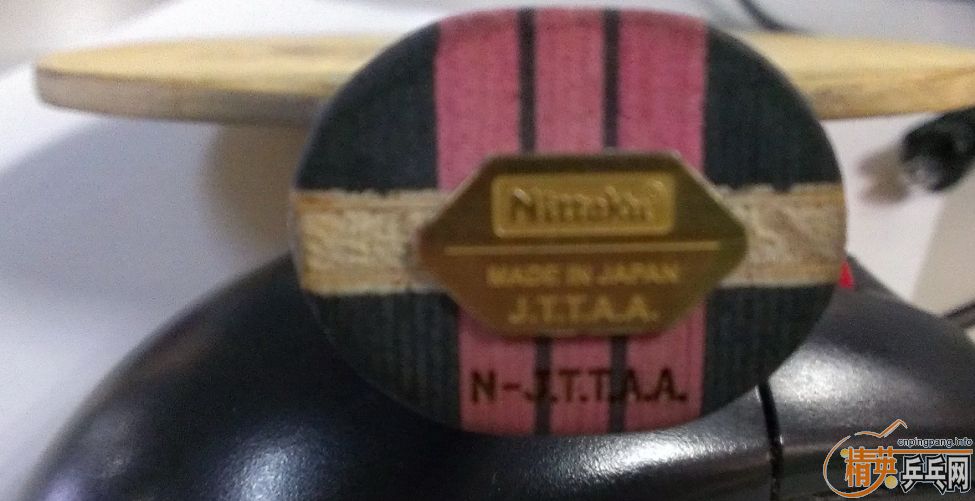 Nittaku
MADE IN JAPAN
J.T.T.A.A.
N-J.T.T.A.A.
cnpingpang.info
精英乒乓网